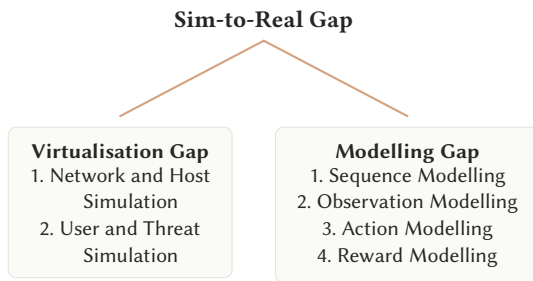 Sim-to-Real Gap
Virtualisation Gap
1. Network and Host
Simulation
2. User and Threat
Simulation
Modelling Gap
1. Sequence Modelling
2. Observation Modelling
3. Action Modelling
4. Reward Modelling